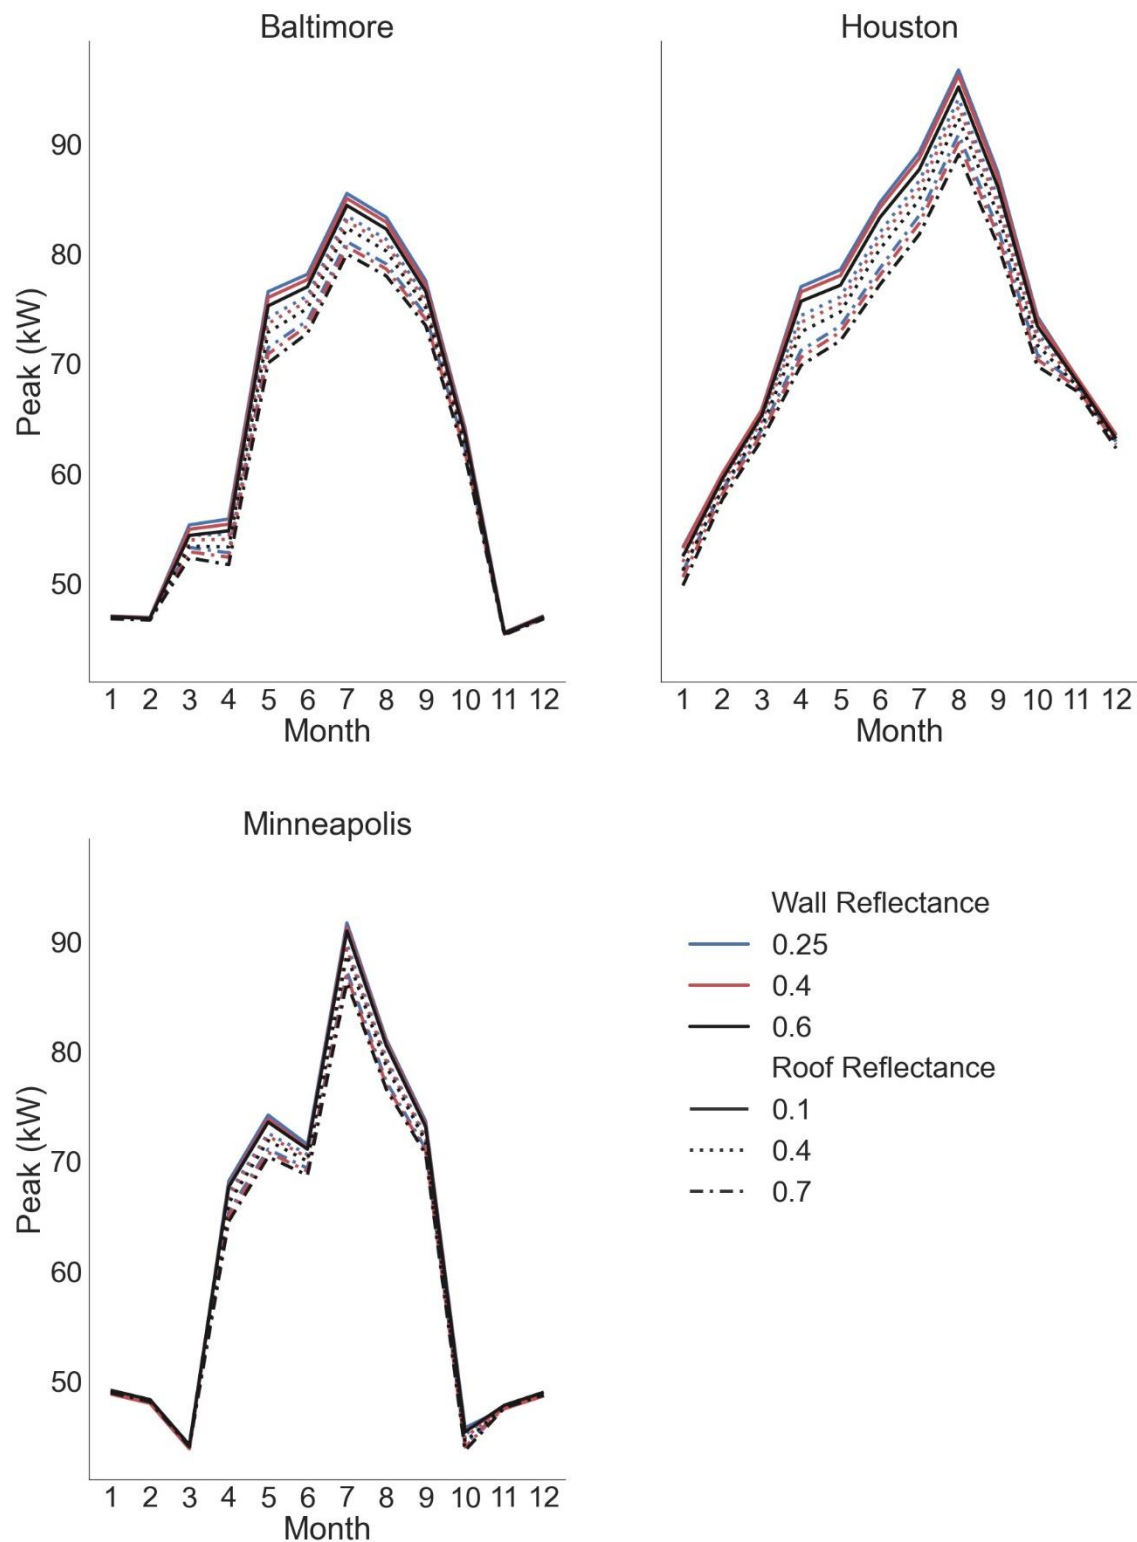 Baltimore
Peak (kW)
90
80
70
60
50
1 2 3 4 5 6 7 8 9 10 11 12
Month
Houston
1 2 3 4 5 6 7 8 9 10 11 12
Month
Minneapolis
Peak (kW)
90
80
70
60
50
1 2 3 4 5 6 7 8 9 10 11 12
Month
Wall Reflectance
0.25
0.4
0.6
Roof Reflectance
0.1
0.4
0.7